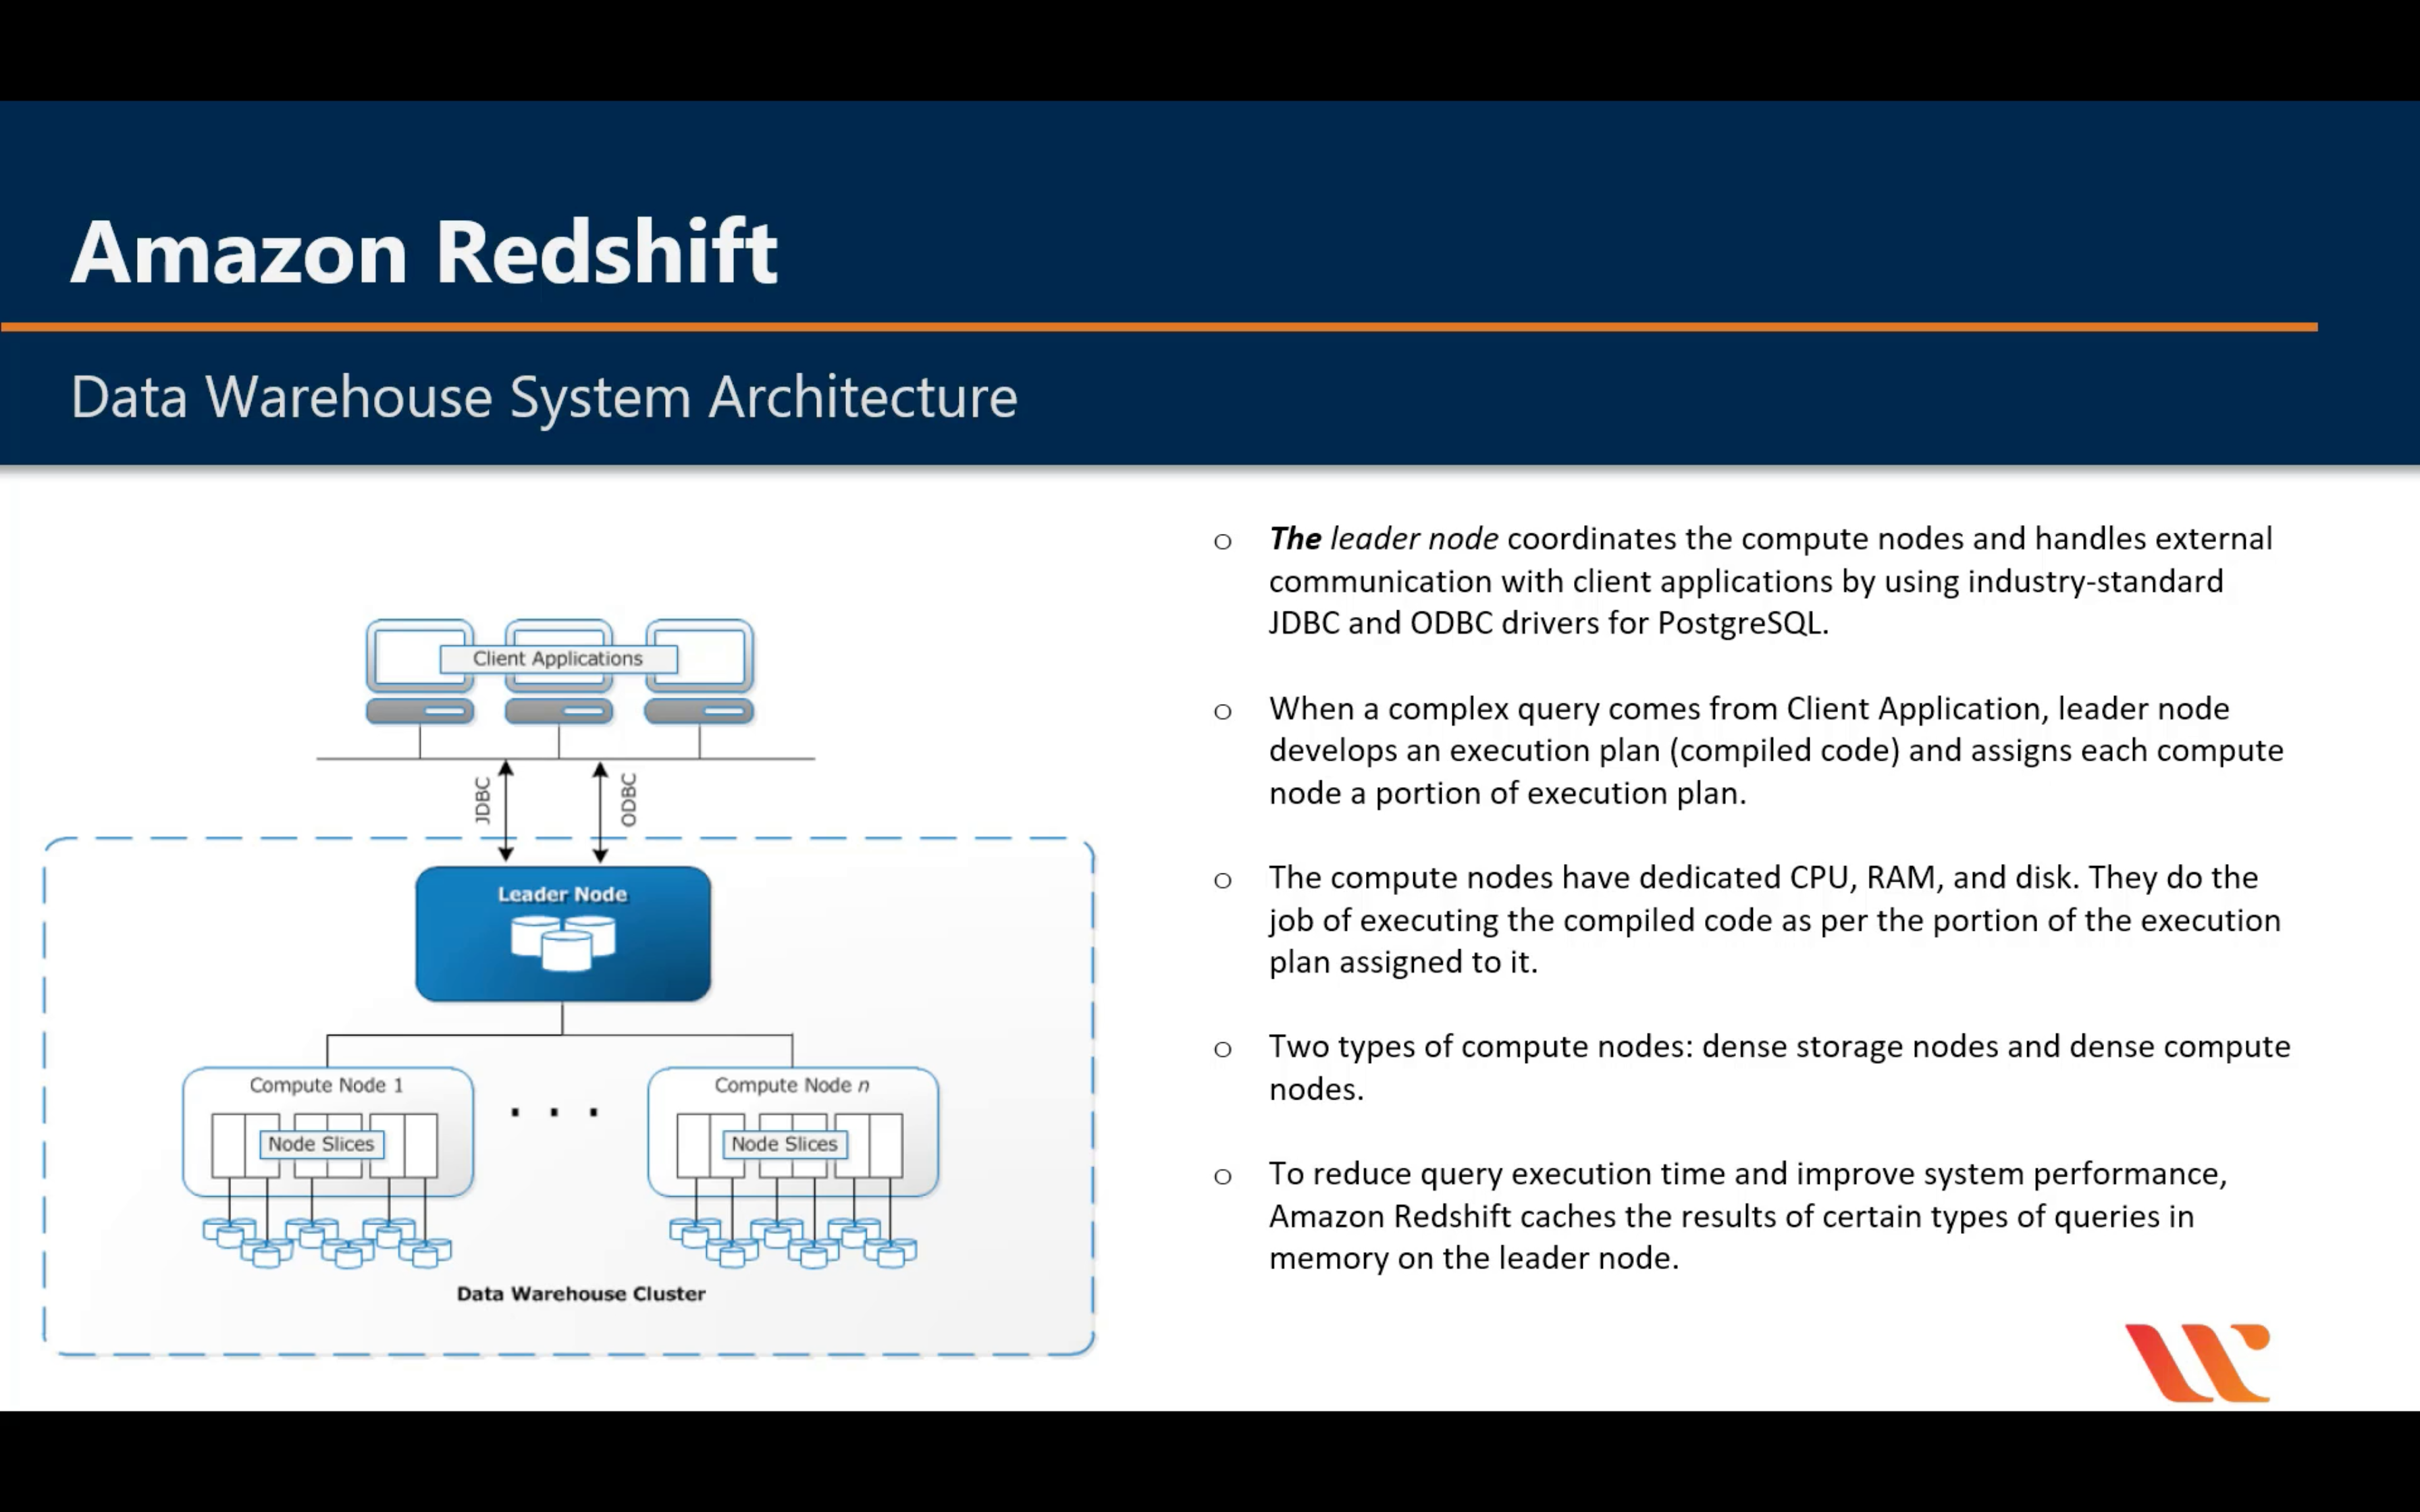 Amazon Redshift
Data Warehouse System Architecture
Client Applications
JDBC
ODBC
Leader Node
Compute Node 1
. . .
Compute Node n
Node Slices
Node Slices
Data Warehouse Cluster
o The leader node coordinates the compute nodes and handles external
communication with client applications by using industry-standard
JDBC and ODBC drivers for PostgreSQL.
o When a complex query comes from Client Application, leader node
develops an execution plan (compiled code) and assigns each compute
node a portion of execution plan.
o The compute nodes have dedicated CPU, RAM, and disk. They do the
job of executing the compiled code as per the portion of the execution
plan assigned to it.
o Two types of compute nodes: dense storage nodes and dense compute
nodes.
o To reduce query execution time and improve system performance,
Amazon Redshift caches the results of certain types of queries in
memory on the leader node.